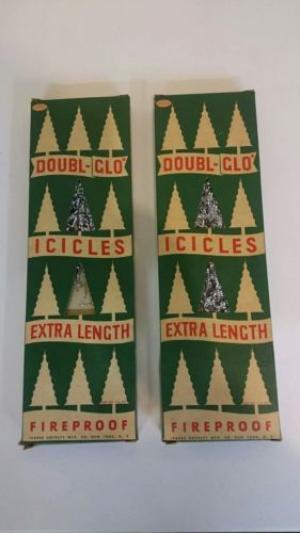 DOUBL-GLO
ICICLES
EXTRA LENGTH
FIREPROOF
DOUBL-GLO
ICICLES
EXTRA LENGTH
FIREPROOF